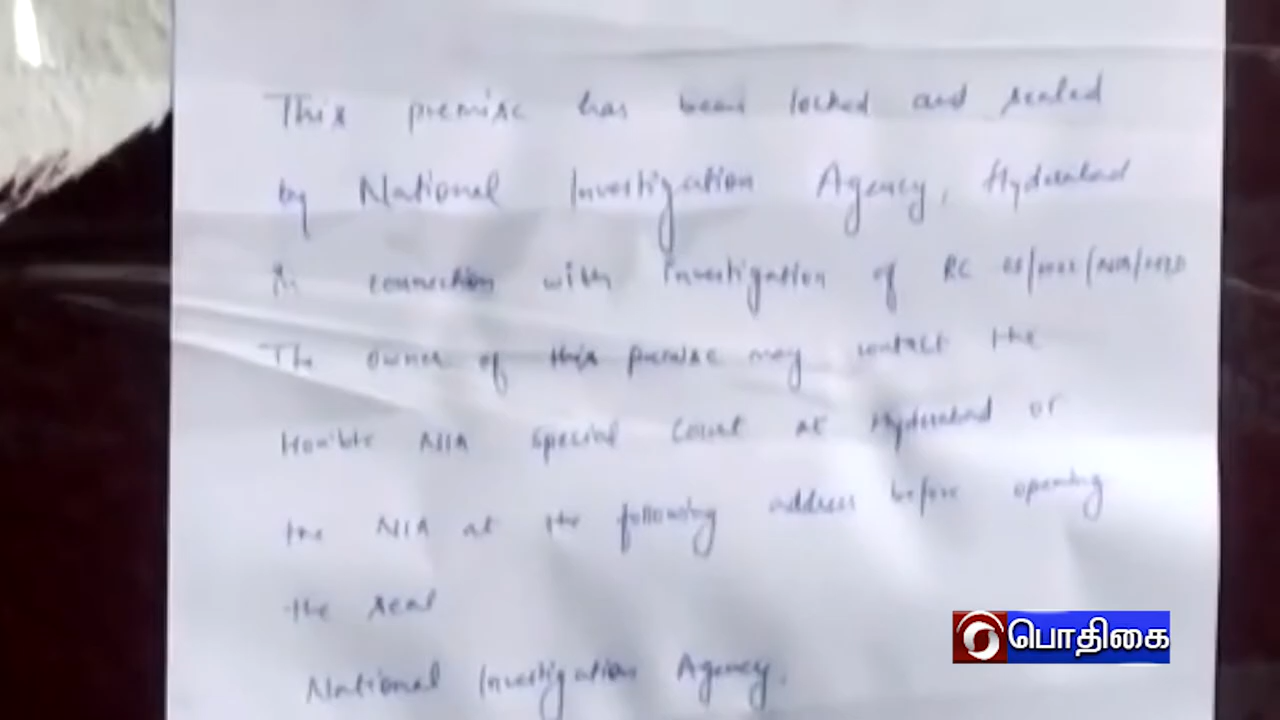 This premise has been locked and sealed
by National Investigation Agency, Hyderabad
in connection with investigation of RC
The owner of this premise may contact the
Hon'ble NIA special court at Hyderabad or
the NIA at the following address before opening
the seal
பொதிகை
National Investigation Agency,